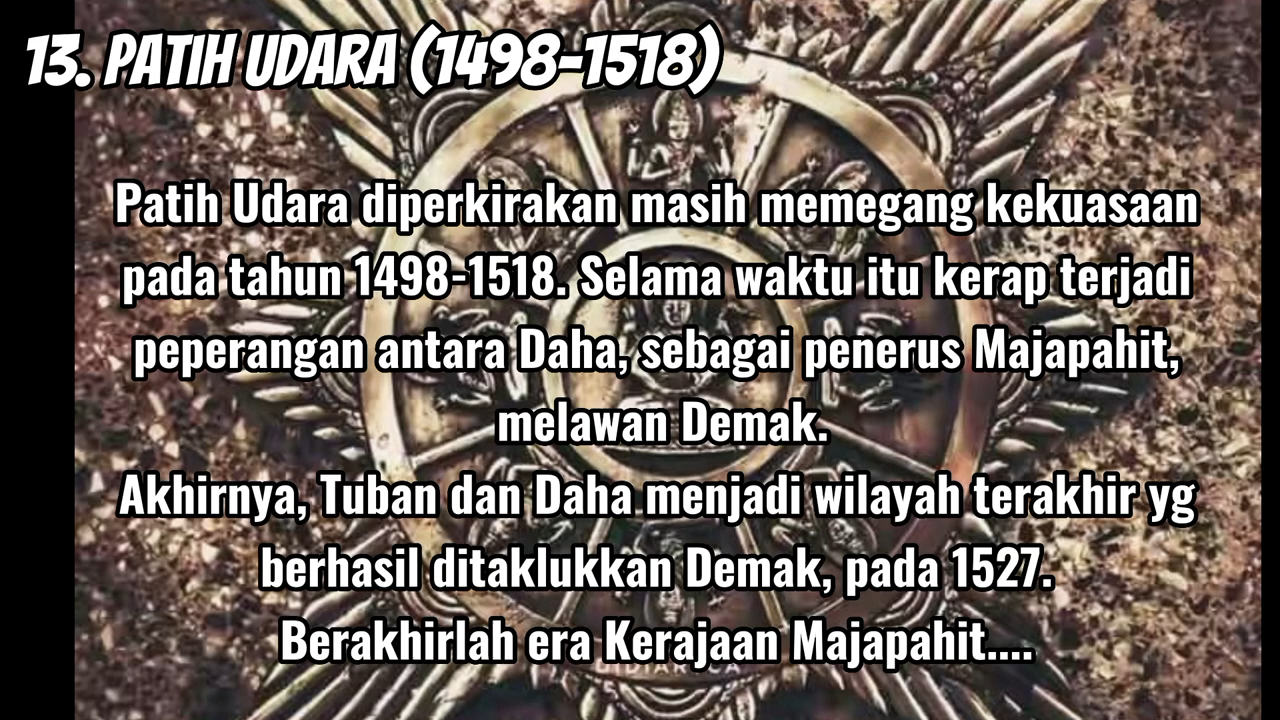 13. PATIH UDARA (1498-1518)
Patih Udara diperkirakan masih memegang kekuasaan
pada tahun 1498-1518. Selama waktu itu kerap terjadi
peperangan antara Daha, sebagai penerus Majapahit,
melawan Demak.
Akhirnya, Tuban dan Daha menjadi wilayah terakhir yg
berhasil ditaklukkan Demak, pada 1527.
Berakhirlah era Kerajaan Majapahit....